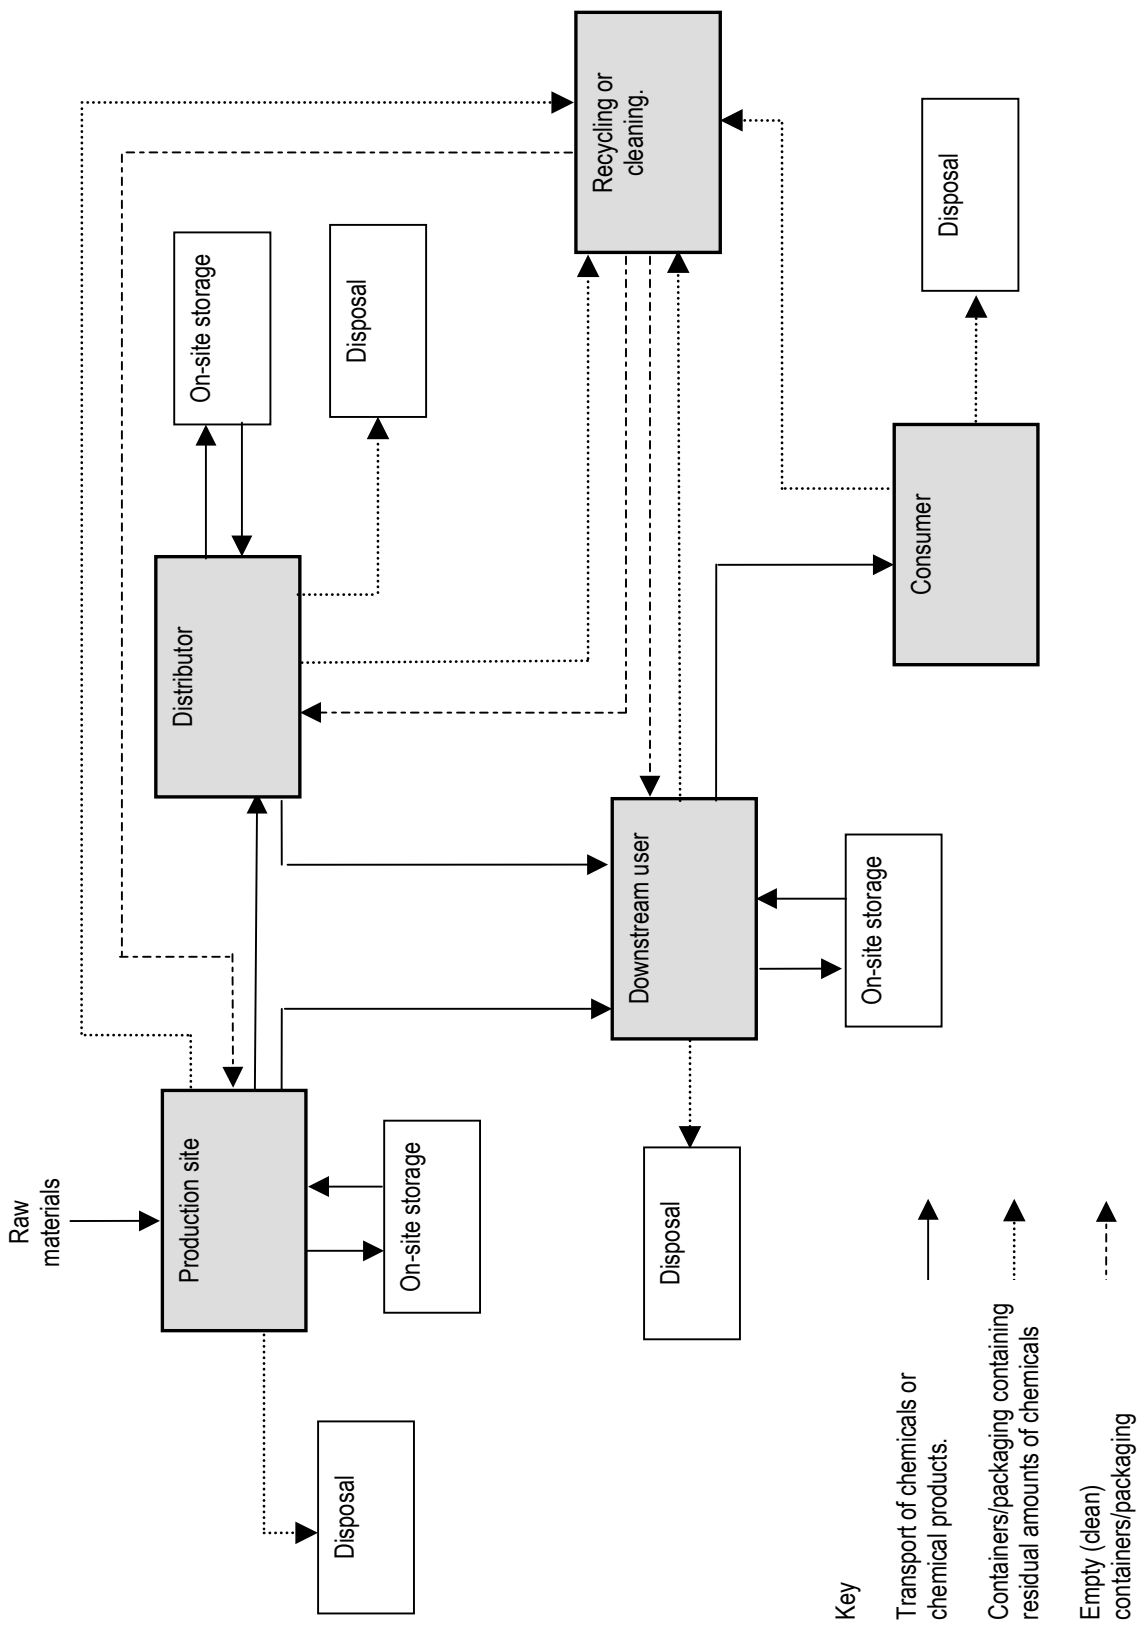 Raw
materials
Production site
On-site storage
Disposal
Distributor
On-site storage
Disposal
Recycling or
cleaning.
Downstream user
On-site storage
Disposal
Consumer
Disposal
Key
Transport of chemicals or
chemical products.
Containers/packaging containing
residual amounts of chemicals
Empty (clean)
containers/packaging